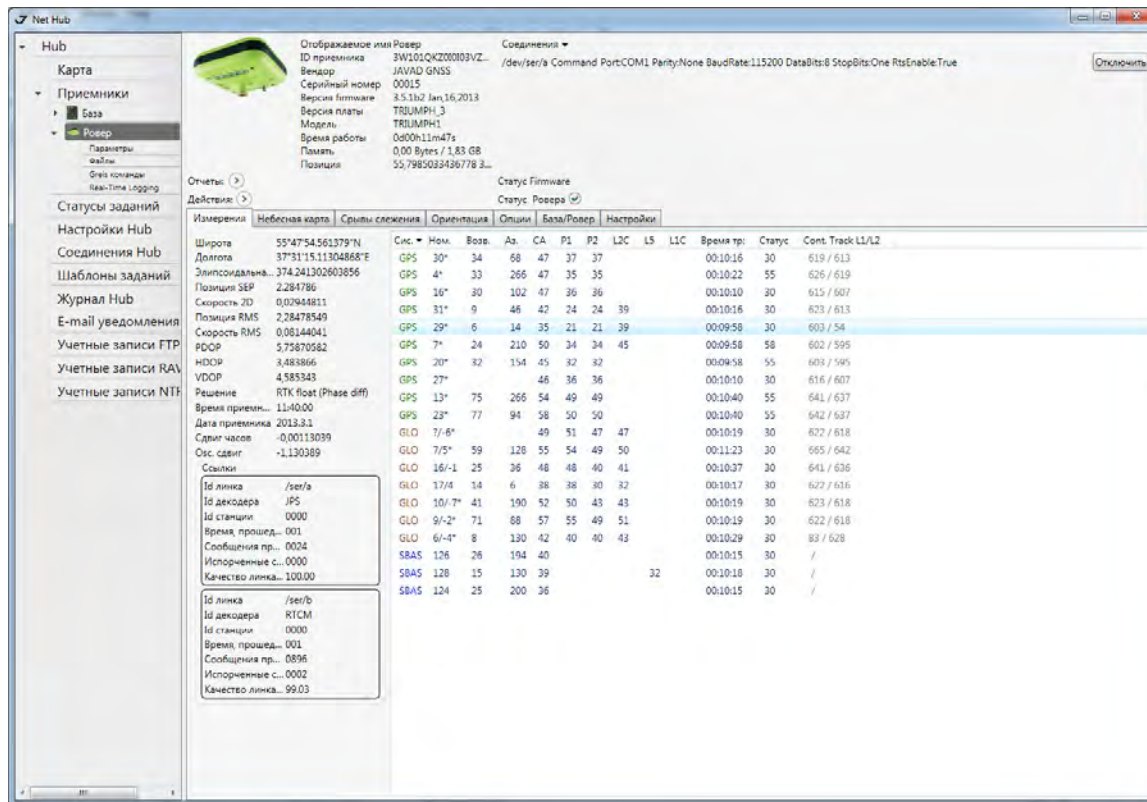 Net Hub
Hub
Карта
Приемники
База
Ровер
Параметры
Файлы
Greis команды
Real-Time Logging
Статусы заданий
Настройки Hub
Соединения Hub
Шаблоны заданий
Журнал Hub
E-mail уведомления
Учетные записи FTP
Учетные записи RAV
Учетные записи NTR
Отображаемое имя Ровер
ID приемника
Вендор JAVAD GNSS
Серийный номер 00015
Версия firmware 3.5.1b2 Jan,16,2013
Версия платы TRIUMPH_3
Модель TRIUMPH1
Время работы 0d00h11m47s
Память 0,00 Bytes / 1,83 GB
Позиция 55,7985033436778 3...
Соединения
/dev/ser/a Command Port:COM1 Parity:None BaudRate:115200 DataBits:8 StopBits:One RtsEnable:True
Отключить
Отчеты:
Действия:
Статус Firmware
Статус Ровера
Измерения Небесная карта Срывы слежения Ориентация Опции База/Ровер Настройки
Широта 55°47'54.561379"N
Долгота 37°31'15.11304868"E
Элипсоидальна... 374.241302603856
Позиция SEP 2.284786
Скорость 2D 0,02944811
Позиция RMS 2,28478549
Скорость RMS 0,08144041
PDOP 5,75870582
HDOP 3,483866
VDOP 4,585343
Решение RTK float (Phase diff)
Время приемн... 11:40:00
Дата приемника 2013.3.1
Сдвиг часов -0,00113039
Osc. сдвиг -1,130389
Ссылки
Id линка /ser/a
Id декодера JPS
Id станции 0000
Время, прошед... 001
Сообщения пр... 0024
Испорченные с... 0000
Качество линка... 100.00
Id линка /ser/b
Id декодера RTCM
Id станции 0000
Время, прошед... 001
Сообщения пр... 0896
Испорченные с... 0002
Качество линка... 99.03
Сис. Ном. Возв. Аз. CA P1 P2 L2C L5 L1C Время тр: Статус Cont. Track L1/L2
GPS 30* 34 68 47 37 37 00:10:16 30 619 / 613
GPS 4* 33 266 47 35 35 00:10:22 55 626 / 619
GPS 16* 30 102 47 36 36 00:10:10 30 615 / 607
GPS 31* 9 46 42 24 24 39 00:10:16 30 623 / 613
GPS 29* 6 14 35 21 21 39 00:09:58 30 603 / 54
GPS 7* 24 210 50 34 34 45 00:09:58 58 602 / 595
GPS 20* 32 154 45 32 32 00:09:58 55 603 / 595
GPS 27* 46 36 36 00:10:10 30 616 / 607
GPS 13* 75 266 54 49 49 00:10:40 55 641 / 637
GPS 23* 77 94 58 50 50 00:10:40 55 642 / 637
GLO 7/-6* 49 51 47 47 00:10:19 30 622 / 618
GLO 7/5* 59 128 55 54 49 50 00:11:23 30 665 / 642
GLO 16/-1 25 36 48 48 40 41 00:10:37 30 641 / 636
GLO 17/4 14 6 38 38 30 32 00:10:17 30 622 / 616
GLO 10/-7* 41 190 52 50 43 43 00:10:19 30 623 / 618
GLO 9/-2* 71 88 57 55 49 51 00:10:19 30 622 / 618
GLO 6/-4* 8 130 42 40 40 43 00:10:29 30 83 / 628
SBAS 126 26 194 40 00:10:15 30 /
SBAS 128 15 130 39 32 00:10:18 30 /
SBAS 124 25 200 36 00:10:15 30 /